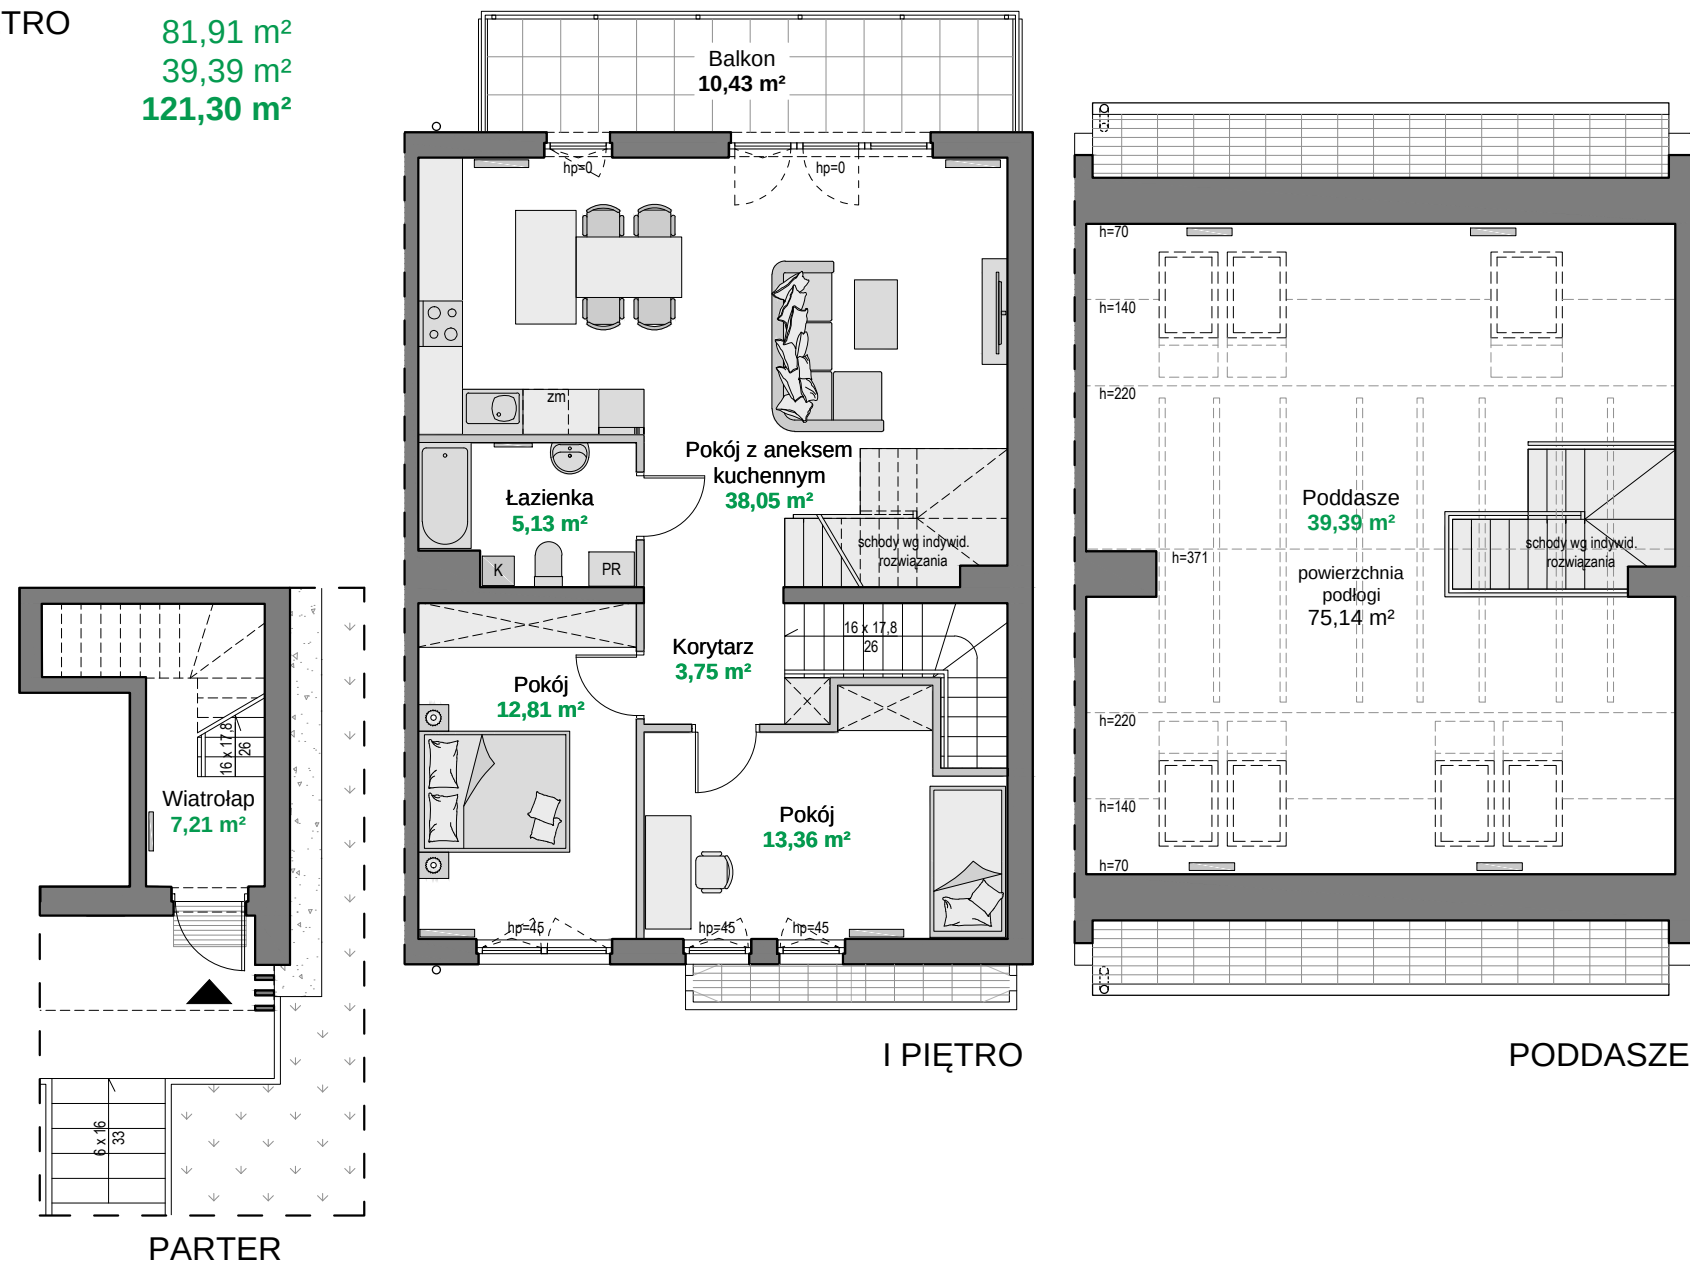 TRO
81,91 m²
39,39 m²
121,30 m²
Balkon
10,43 m²
hp=0
hp=0
zm
Pokój z aneksem
kuchennym
38,05 m²
Łazienka
5,13 m²
K
PR
schody wg indywid.
rozwiązania
Korytarz
3,75 m²
16 x 17,8
26
Pokój
12,81 m²
Pokój
13,36 m²
hp=45
hp=45
hp=45
I PIĘTRO
h=70
h=140
h=220
Poddasze
39,39 m²
h=371
powierzchnia
podłogi
75,14 m²
schody wg indywid.
rozwiązania
h=220
h=140
h=70
PODDASZE
16 x 17,8
26
Wiatrołap
7,21 m²
6 x 16
33
PARTER